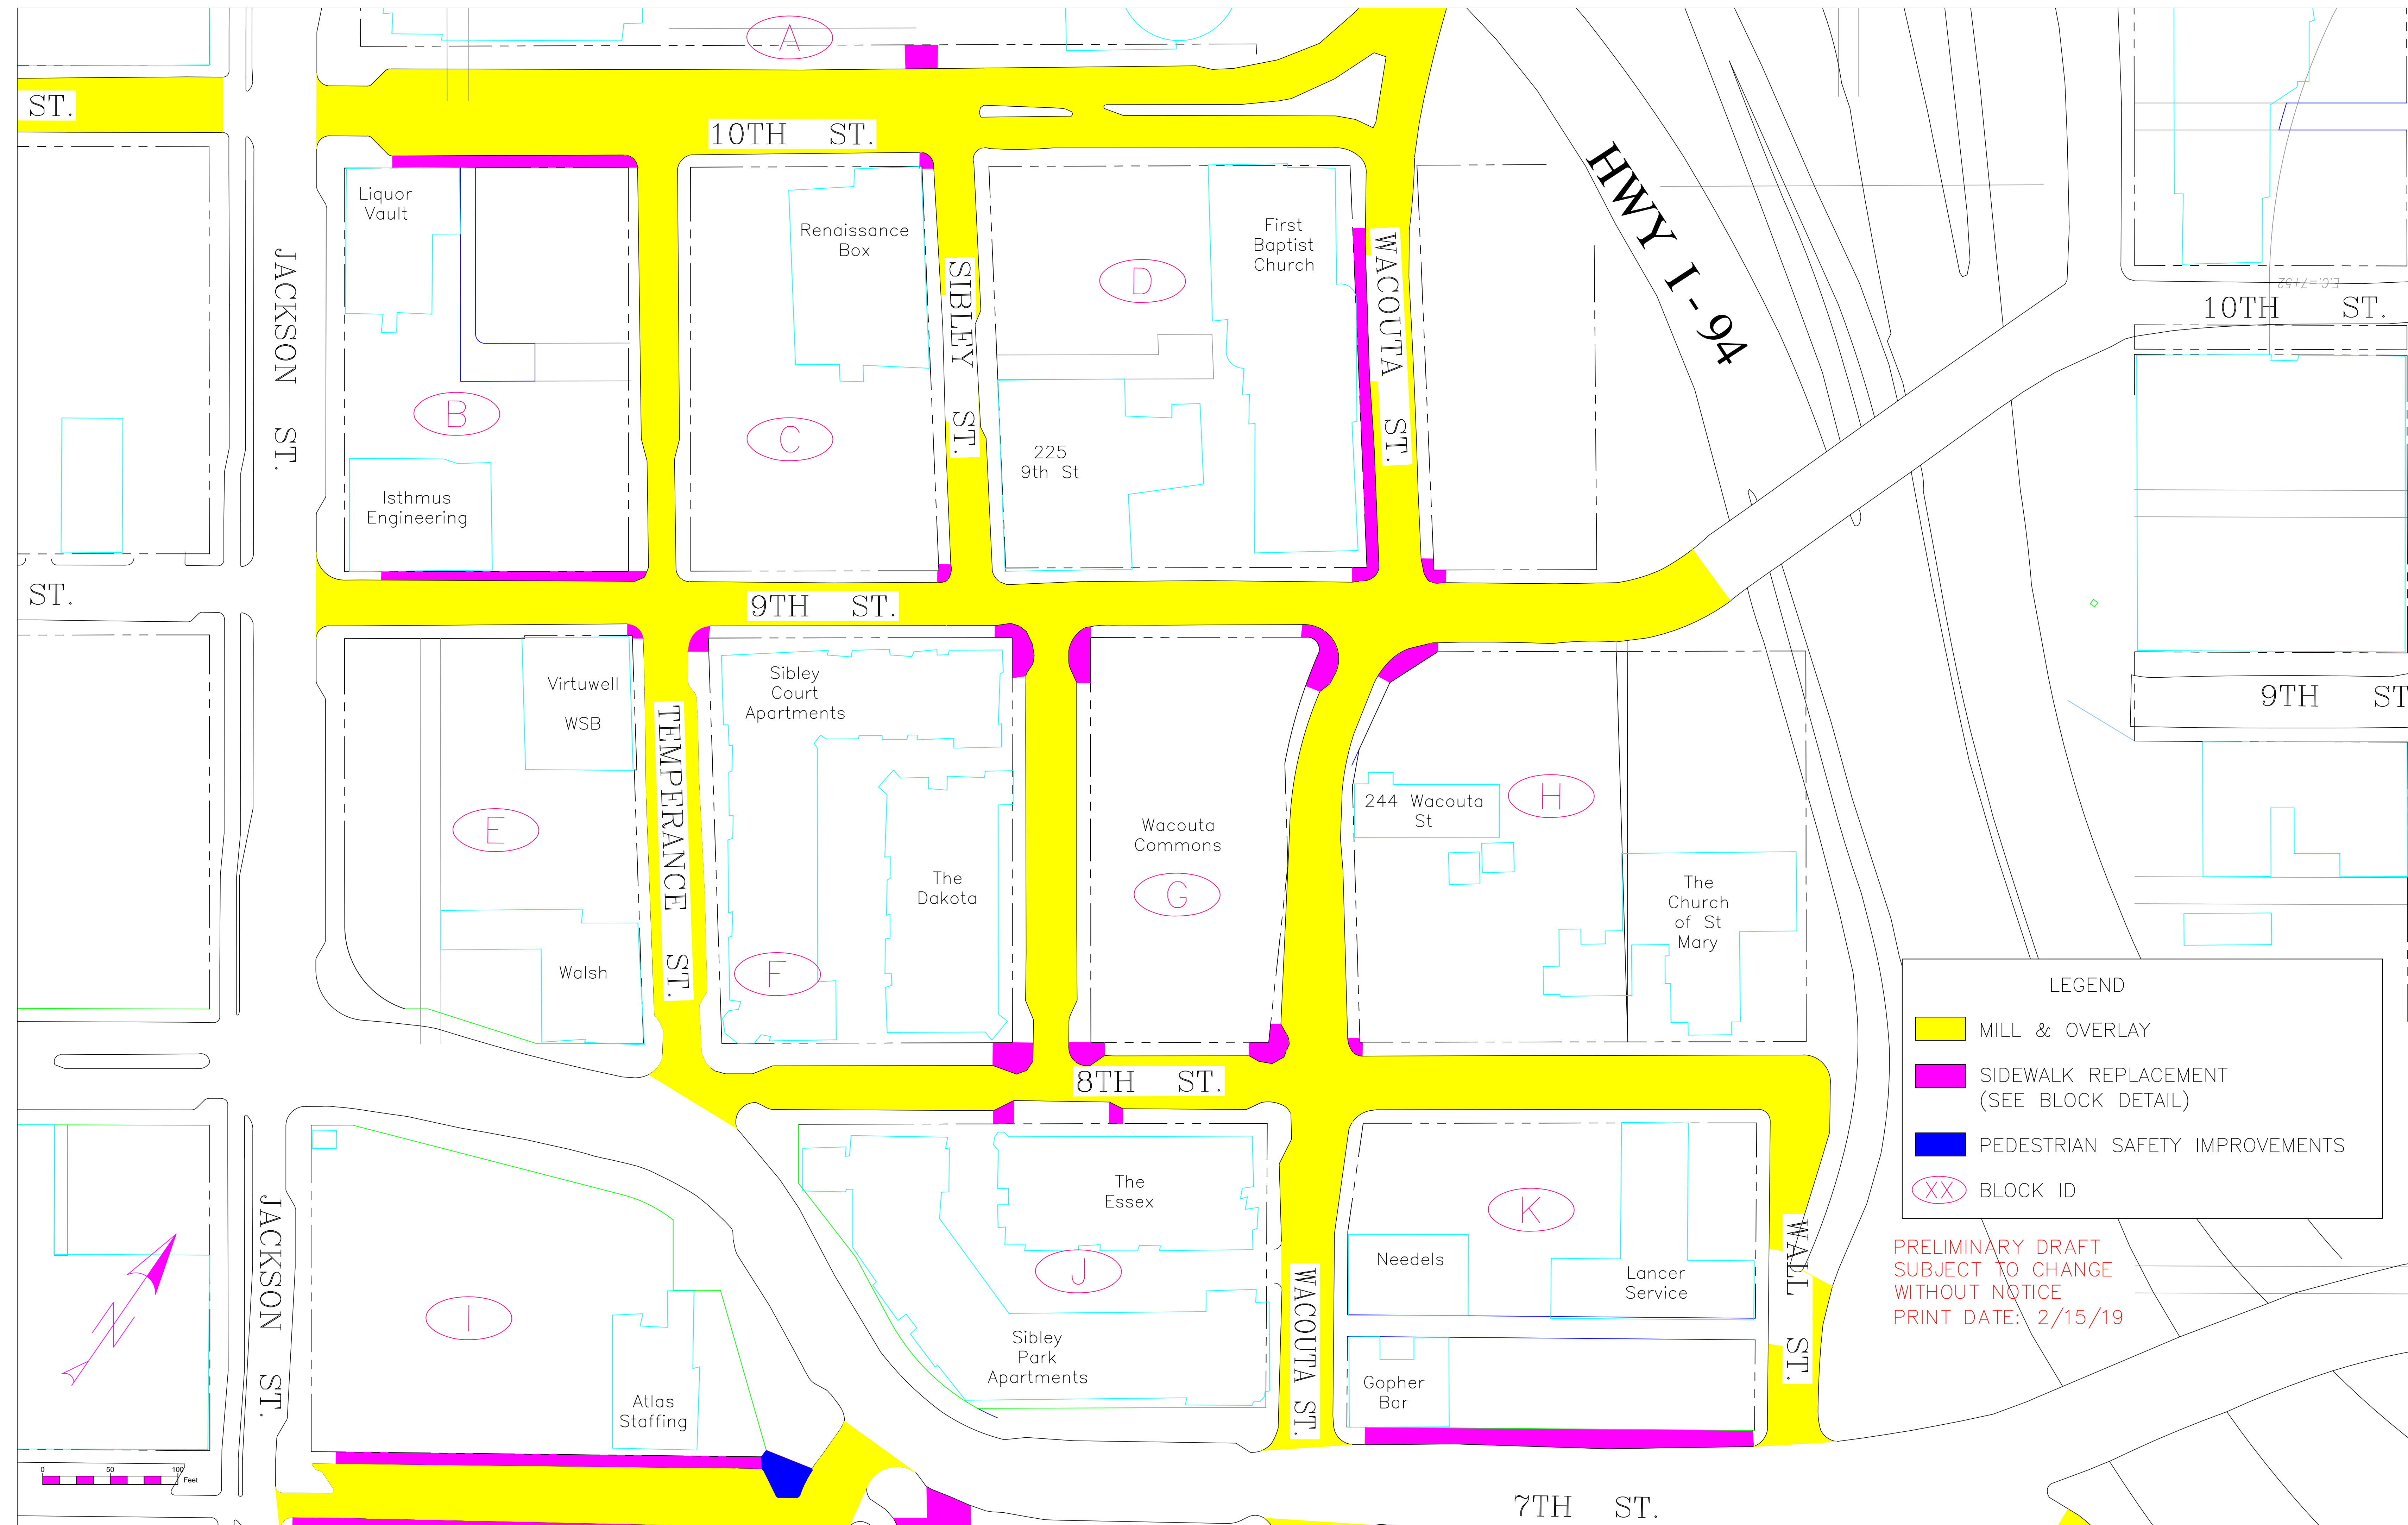 A
ST.
10TH ST.
Liquor
Vault
Renaissance
Box
First
Baptist
Church
HWY I-94
JACKSON ST.
SIBLEY ST.
WACOUTA ST.
D
E.C.=7+52
10TH ST.
B
C
225
9th St
Isthmus
Engineering
ST.
9TH ST.
Virtuwell
WSB
Sibley
Court
Apartments
TEMPERANCE ST.
9TH ST
E
The
Dakota
Wacouta
Commons
G
244 Wacouta
St
H
The
Church
of St
Mary
Walsh
F
8TH ST.
LEGEND
MILL & OVERLAY
SIDEWALK REPLACEMENT
(SEE BLOCK DETAIL)
PEDESTRIAN SAFETY IMPROVEMENTS
XX BLOCK ID
PRELIMINARY DRAFT
SUBJECT TO CHANGE
WITHOUT NOTICE
PRINT DATE: 2/15/19
JACKSON ST.
N
I
Atlas
Staffing
The
Essex
J
Sibley
Park
Apartments
WACOUTA ST.
K
Needels
Lancer
Service
Gopher
Bar
WALL ST.
0 50 100
Feet
7TH ST.